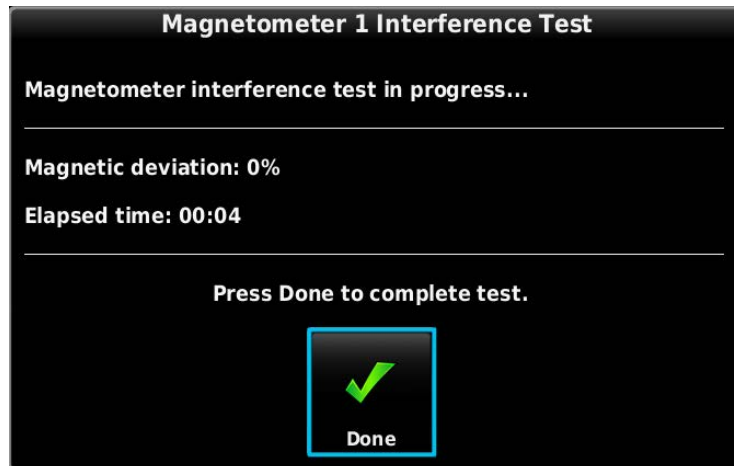 Magnetometer 1 Interference Test
Magnetometer interference test in progress...
Magnetic deviation: 0%
Elapsed time: 00:04
Press Done to complete test.
Done